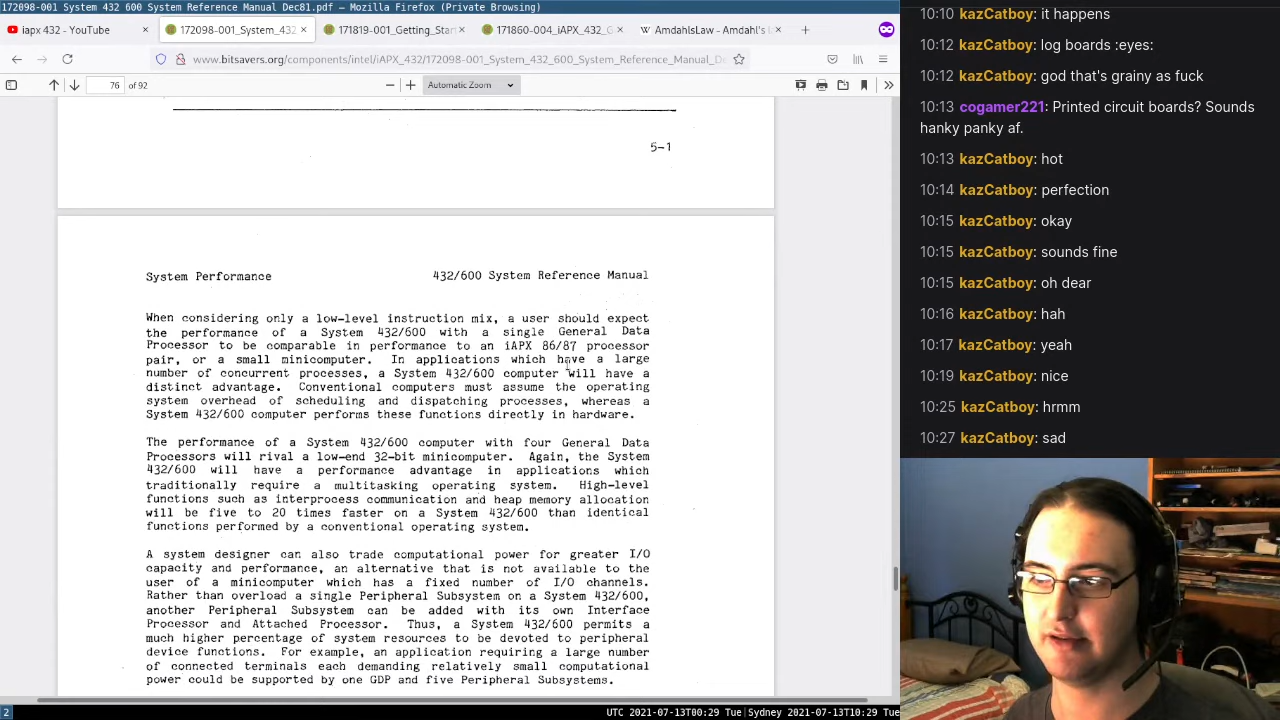 172098-001 System 432 600 System Reference Manual Dec81.pdf — Mozilla Firefox (Private Browsing)
iapx 432 - YouTube
172098-001_System_432
171819-001_Getting_Star
171860-004_iAPX_432_G
AmdahlsLaw - Amdahl's L
www.bitsavers.org/components/intel/iAPX_432/172098-001_System_432_600_System_Reference_Manual_De
76 of 92
Automatic Zoom
5-1
System Performance 432/600 System Reference Manual
When considering only a low-level instruction mix, a user should expect
the performance of a System 432/600 with a single General Data
Processor to be comparable in performance to an iAPX 86/87 processor
pair, or a small minicomputer. In applications which have a large
number of concurrent processes, a System 432/600 computer will have a
distinct advantage. Conventional computers must assume the operating
system overhead of scheduling and dispatching processes, whereas a
System 432/600 computer performs these functions directly in hardware.
The performance of a System 432/600 computer with four General Data
Processors will rival a low-end 32-bit minicomputer. Again, the System
432/600 will have a performance advantage in applications which
traditionally require a multitasking operating system. High-level
functions such as interprocess communication and heap memory allocation
will be five to 20 times faster on a System 432/600 than identical
functions performed by a conventional operating system.
A system designer can also trade computational power for greater I/O
capacity and performance, an alternative that is not available to the
user of a minicomputer which has a fixed number of I/O channels.
Rather than overload a single Peripheral Subsystem on a System 432/600,
another Peripheral Subsystem can be added with its own Interface
Processor and Attached Processor. Thus, a System 432/600 permits a
much higher percentage of system resources to be devoted to peripheral
device functions. For example, an application requiring a large number
of connected terminals each demanding relatively small computational
power could be supported by one GDP and five Peripheral Subsystems.
2
UTC 2021-07-13T00:29 Tue|Sydney 2021-07-13T10:29 Tue
10:10 kazCatboy: it happens
10:12 kazCatboy: log boards :eyes:
10:12 kazCatboy: god that's grainy as fuck
10:13 cogamer221: Printed circuit boards? Sounds
hanky panky af.
10:13 kazCatboy: hot
10:14 kazCatboy: perfection
10:15 kazCatboy: okay
10:15 kazCatboy: sounds fine
10:15 kazCatboy: oh dear
10:16 kazCatboy: hah
10:17 kazCatboy: yeah
10:19 kazCatboy: nice
10:25 kazCatboy: hrmm
10:27 kazCatboy: sad